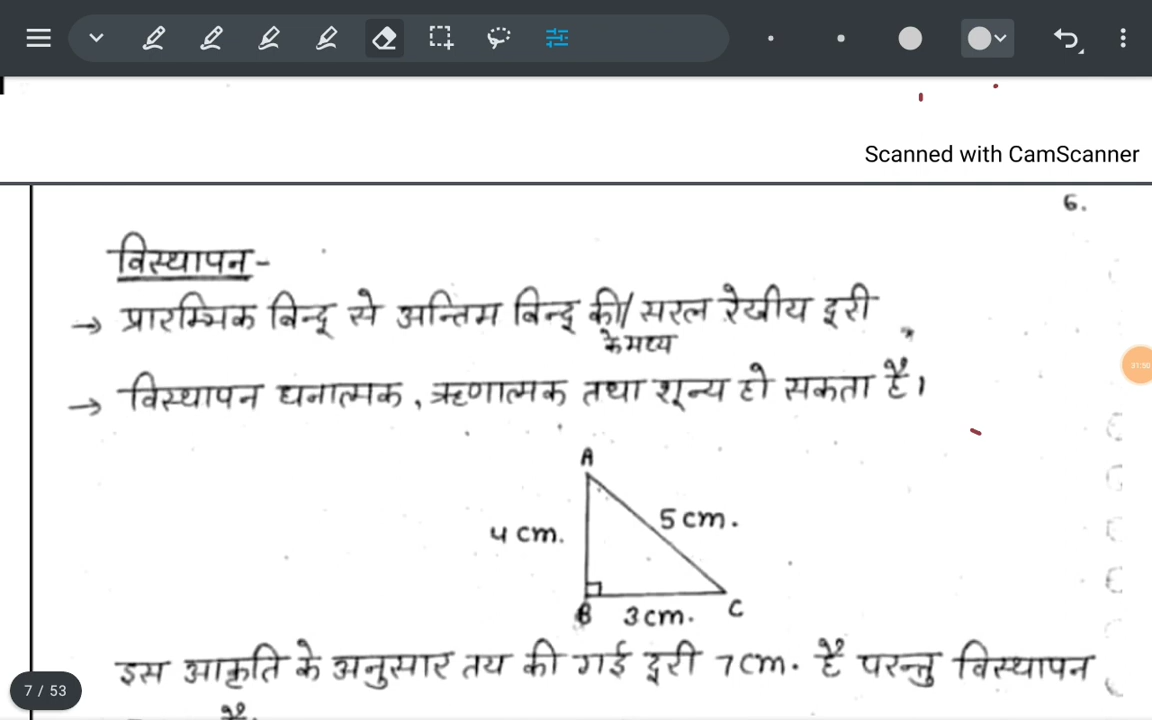 Scanned with CamScanner
6.
विस्थापन-
→ प्रारम्भिक बिन्दू से अन्तिम बिन्दू की/ सरल रेखीय दूरी
के मध्य
→ विस्थापन धनात्मक, ऋणात्मक तथा शून्य हो सकता है।
A
4 cm.
5 cm.
B
3 cm.
C
इस आकृति के अनुसार तय की गई दूरी 7 cm. है परन्तु विस्थापन
7 / 53